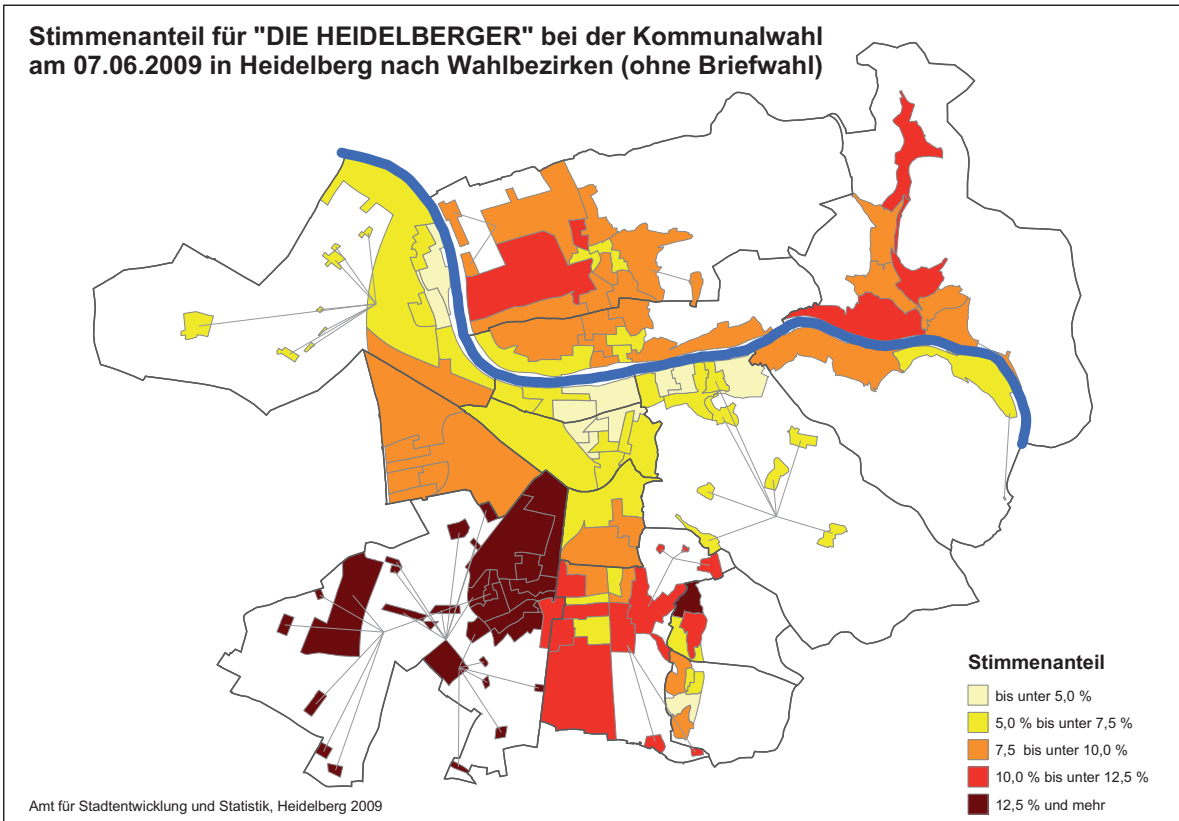 Stimmenanteil für "DIE HEIDELBERGER" bei der Kommunalwahl
am 07.06.2009 in Heidelberg nach Wahlbezirken (ohne Briefwahl)
Stimmenanteil
bis unter 5,0 %
5,0 % bis unter 7,5 %
7,5 bis unter 10,0 %
10,0 % bis unter 12,5 %
12,5 % und mehr
Amt für Stadtentwicklung und Statistik, Heidelberg 2009